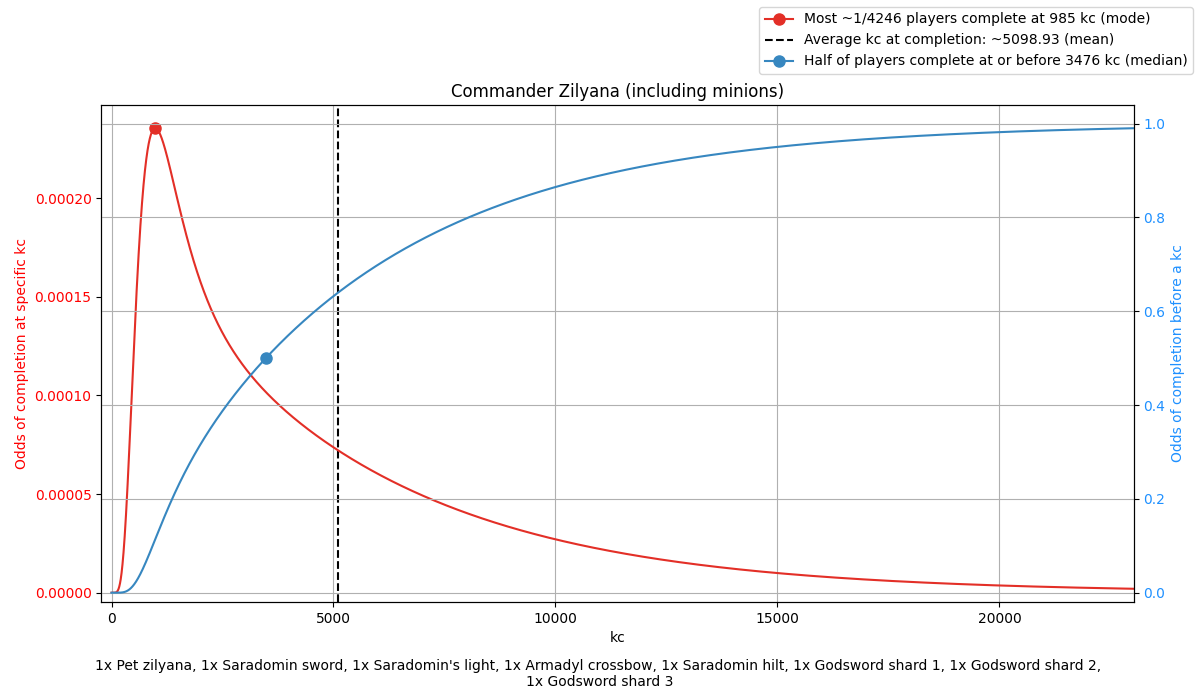 Most ~1/4246 players complete at 985 kc (mode)
Average kc at completion: ~5098.93 (mean)
Half of players complete at or before 3476 kc (median)
Commander Zilyana (including minions)
Odds of completion at specific kc
0.00020
0.00015
0.00010
0.00005
0.00000
1.0
0.8
0.6
0.4
0.2
0.0
Odds of completion before a kc
0 5000 10000 15000 20000
kc
1x Pet zilyana, 1x Saradomin sword, 1x Saradomin's light, 1x Armadyl crossbow, 1x Saradomin hilt, 1x Godsword shard 1, 1x Godsword shard 2,
1x Godsword shard 3